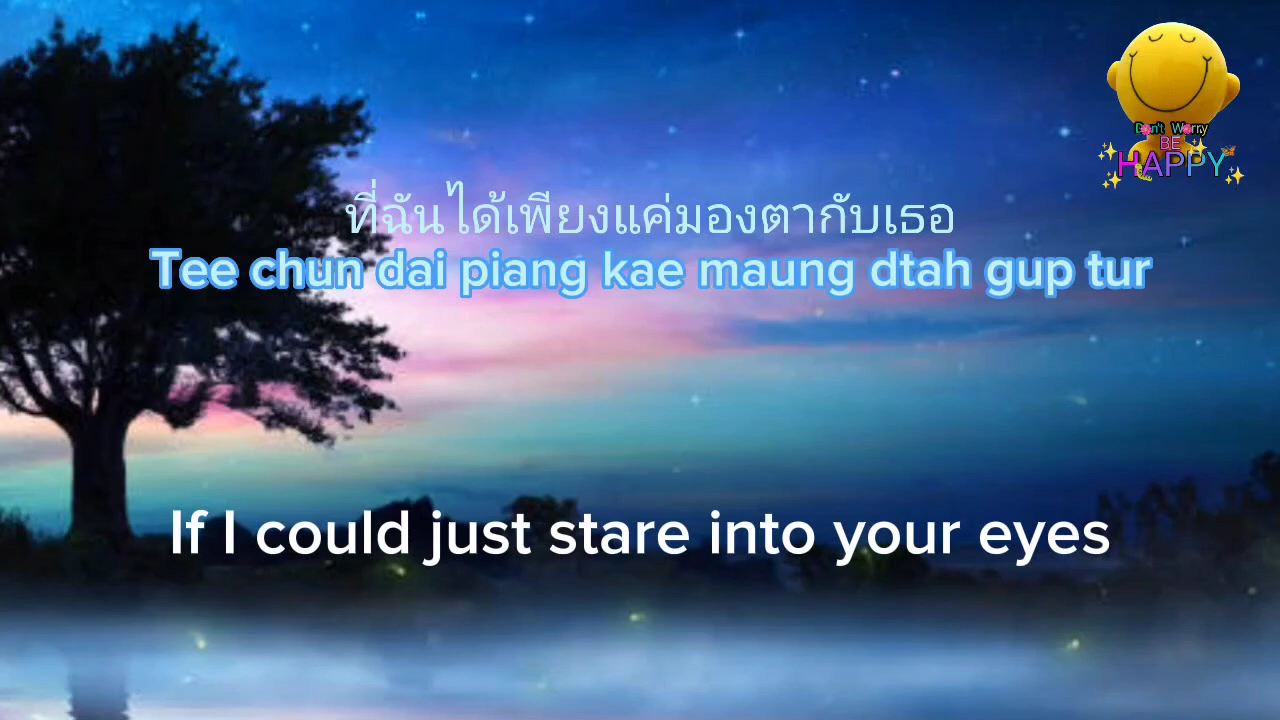 Don't Worry
BE
HAPPY
ที่ฉันได้เพียงแค่มองตากับเธอ
Tee chun dai piang kae maung dtah gup tur
If I could just stare into your eyes